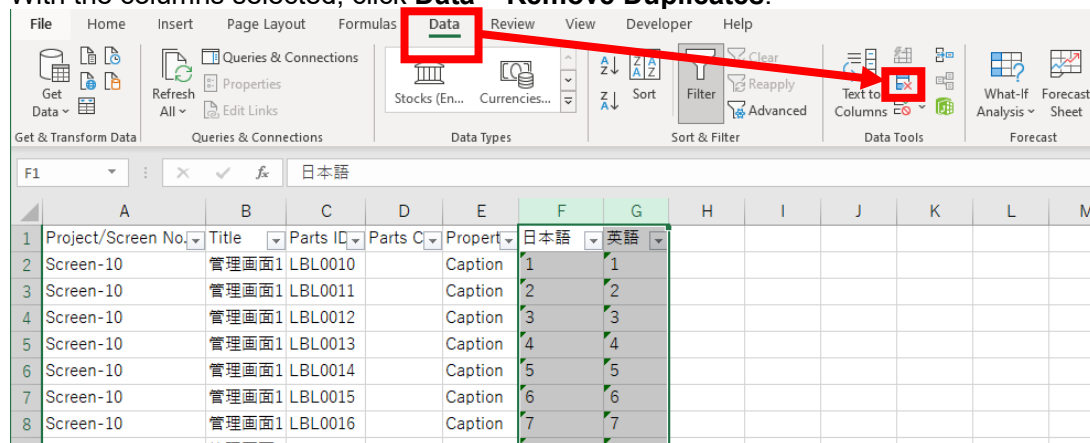 With the columns selected, click Data – Remove Duplicates.
File Home Insert Page Layout Formulas Data Review View Developer Help
Get Data
Refresh All
Queries & Connections
Properties
Edit Links
Stocks (En... Currencies...
Sort
Filter
Clear
Reapply
Advanced
Text to Columns
What-If Analysis
Forecast Sheet
Get & Transform Data Queries & Connections Data Types Sort & Filter Data Tools Forecast
F1 fx 日本語
A B C D E F G H I J K L M
1 Project/Screen No. Title Parts ID Parts C Propert 日本語 英語
2 Screen-10 管理画面1 LBL0010 Caption 1 1
3 Screen-10 管理画面1 LBL0011 Caption 2 2
4 Screen-10 管理画面1 LBL0012 Caption 3 3
5 Screen-10 管理画面1 LBL0013 Caption 4 4
6 Screen-10 管理画面1 LBL0014 Caption 5 5
7 Screen-10 管理画面1 LBL0015 Caption 6 6
8 Screen-10 管理画面1 LBL0016 Caption 7 7